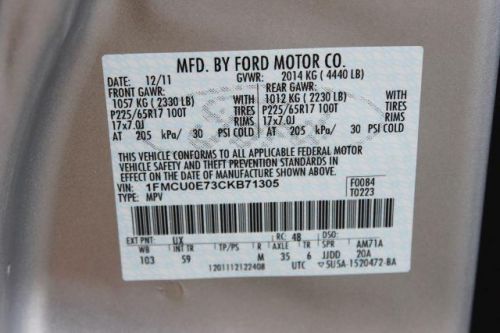 MFD. BY FORD MOTOR CO.
DATE: 12/11 GVWR: 2014 KG (4440 LB)
FRONT GAWR: REAR GAWR:
1057 KG (2330 LB) WITH 1012 KG (2230 LB) WITH
P225/65R17 100T TIRES P225/65R17 100T TIRES
17x7.0J RIMS 17x7.0J RIMS
AT 205 kPa/ 30 PSI COLD AT 205 kPa/ 30 PSI COLD
THIS VEHICLE CONFORMS TO ALL APPLICABLE FEDERAL MOTOR
VEHICLE SAFETY AND THEFT PREVENTION STANDARDS IN
EFFECT ON THE DATE OF MANUFACTURE SHOWN ABOVE.
VIN: 1FMCU0E73CKB71305 F0084
TYPE: MPV T0223
EXT PNT: UX RC: 48 DSO:
WB INT TR TP/PS R AXLE TR SPR AM71A
103 59 M 35 6 JJDD 20A
1201112122408 UTC 5U5A-1520472-BA